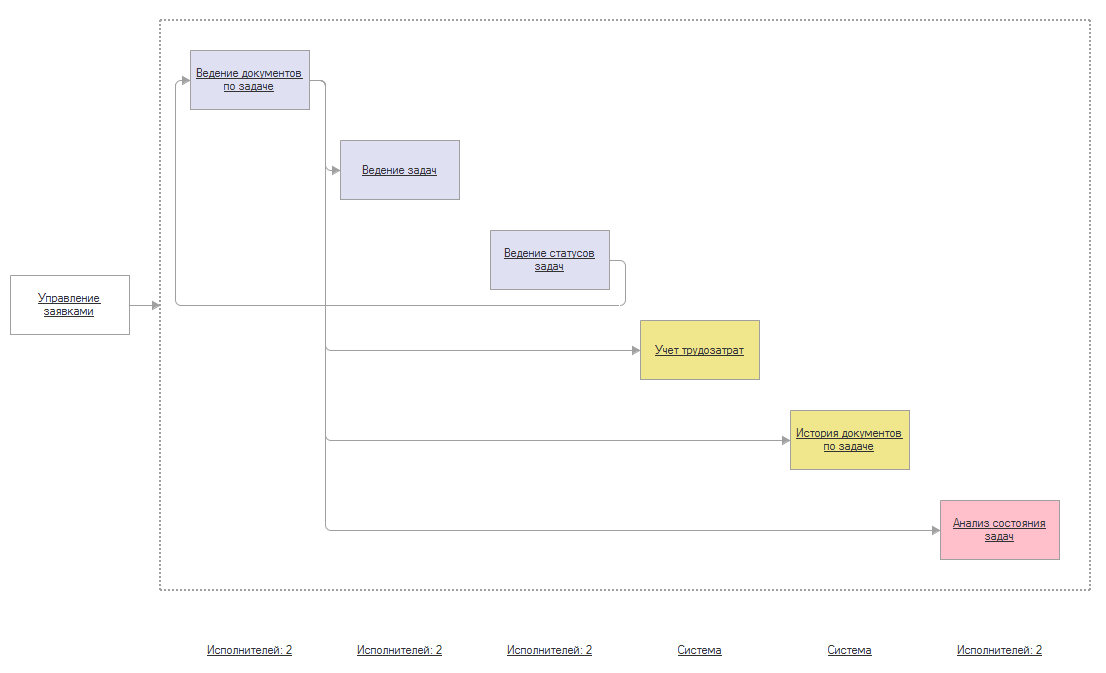 Ведение документов
по задаче
Ведение задач
Ведение статусов
задач
Управление
заявками
Учет трудозатрат
История документов
по задаче
Анализ состояния
задач
Исполнителей: 2
Исполнителей: 2
Исполнителей: 2
Система
Система
Исполнителей: 2